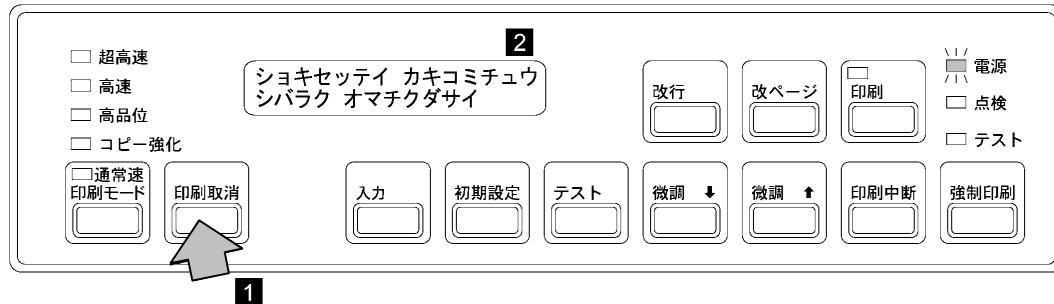 2
超高速
高速
高品位
コピー強化
通常速
印刷モード
印刷取消
ショキセッテイ カキコミチュウ
シバラク オマチクダサイ
改行
改ページ
印刷
電源
点検
テスト
入力
初期設定
テスト
微調 ⬇
微調 ⬆
印刷中断
強制印刷
1